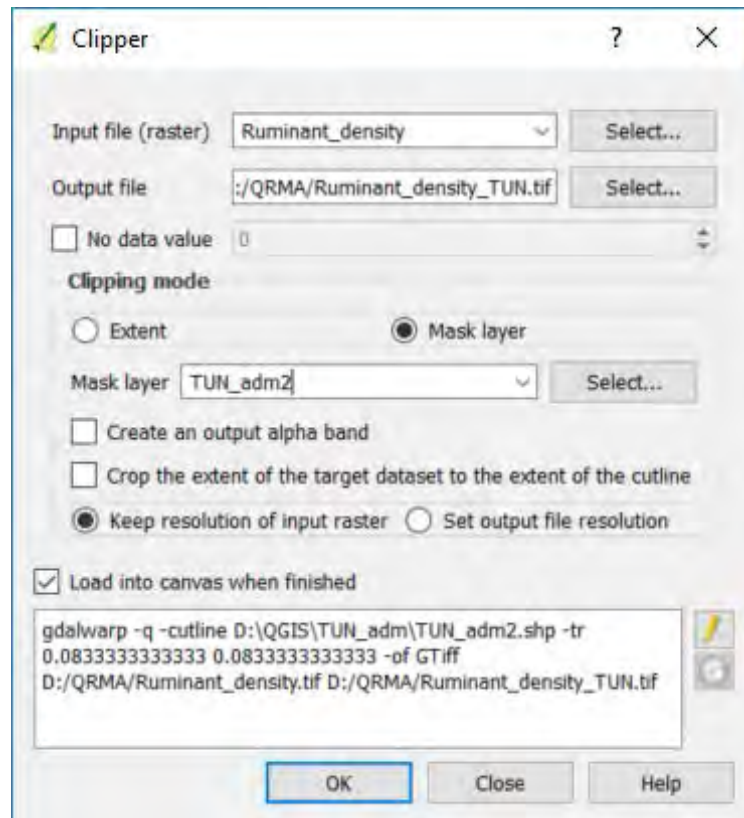 Clipper ?
Input file (raster) Ruminant_density Select...
Output file :/QRMA/Ruminant_density_TUN.tif Select...
No data value 0
Clipping mode
Extent Mask layer
Mask layer TUN_adm2 Select...
Create an output alpha band
Crop the extent of the target dataset to the extent of the cutline
Keep resolution of input raster Set output file resolution
Load into canvas when finished
gdalwarp -q -cutline D:\QGIS\TUN_adm\TUN_adm2.shp -tr
0.0833333333333 0.0833333333333 -of GTiff
D:/QRMA/Ruminant_density.tif D:/QRMA/Ruminant_density_TUN.tif
OK Close Help